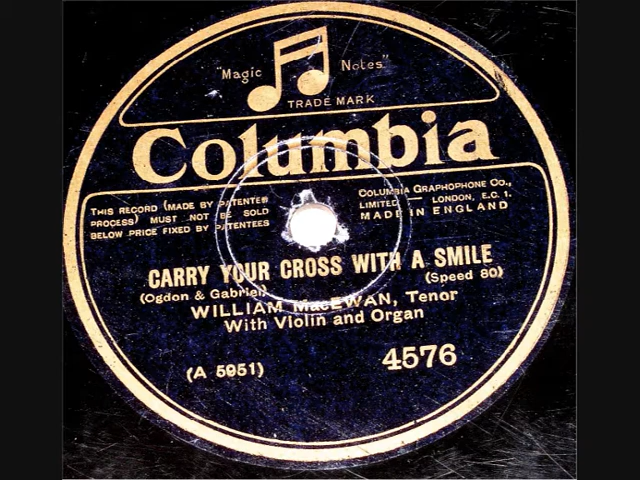 "Magic Notes"
TRADE MARK
Columbia
THIS RECORD (MADE BY PATENTED
PROCESS) MUST NOT BE SOLD
BELOW PRICE FIXED BY PATENTEES
COLUMBIA GRAPHOPHONE CO.,
LIMITED — LONDON, E.C. 1.
MADE IN ENGLAND
CARRY YOUR CROSS WITH A SMILE
(Ogdon & Gabriel) (Speed 80)
WILLIAM MacEWAN, Tenor
With Violin and Organ
(A 5951) 4576